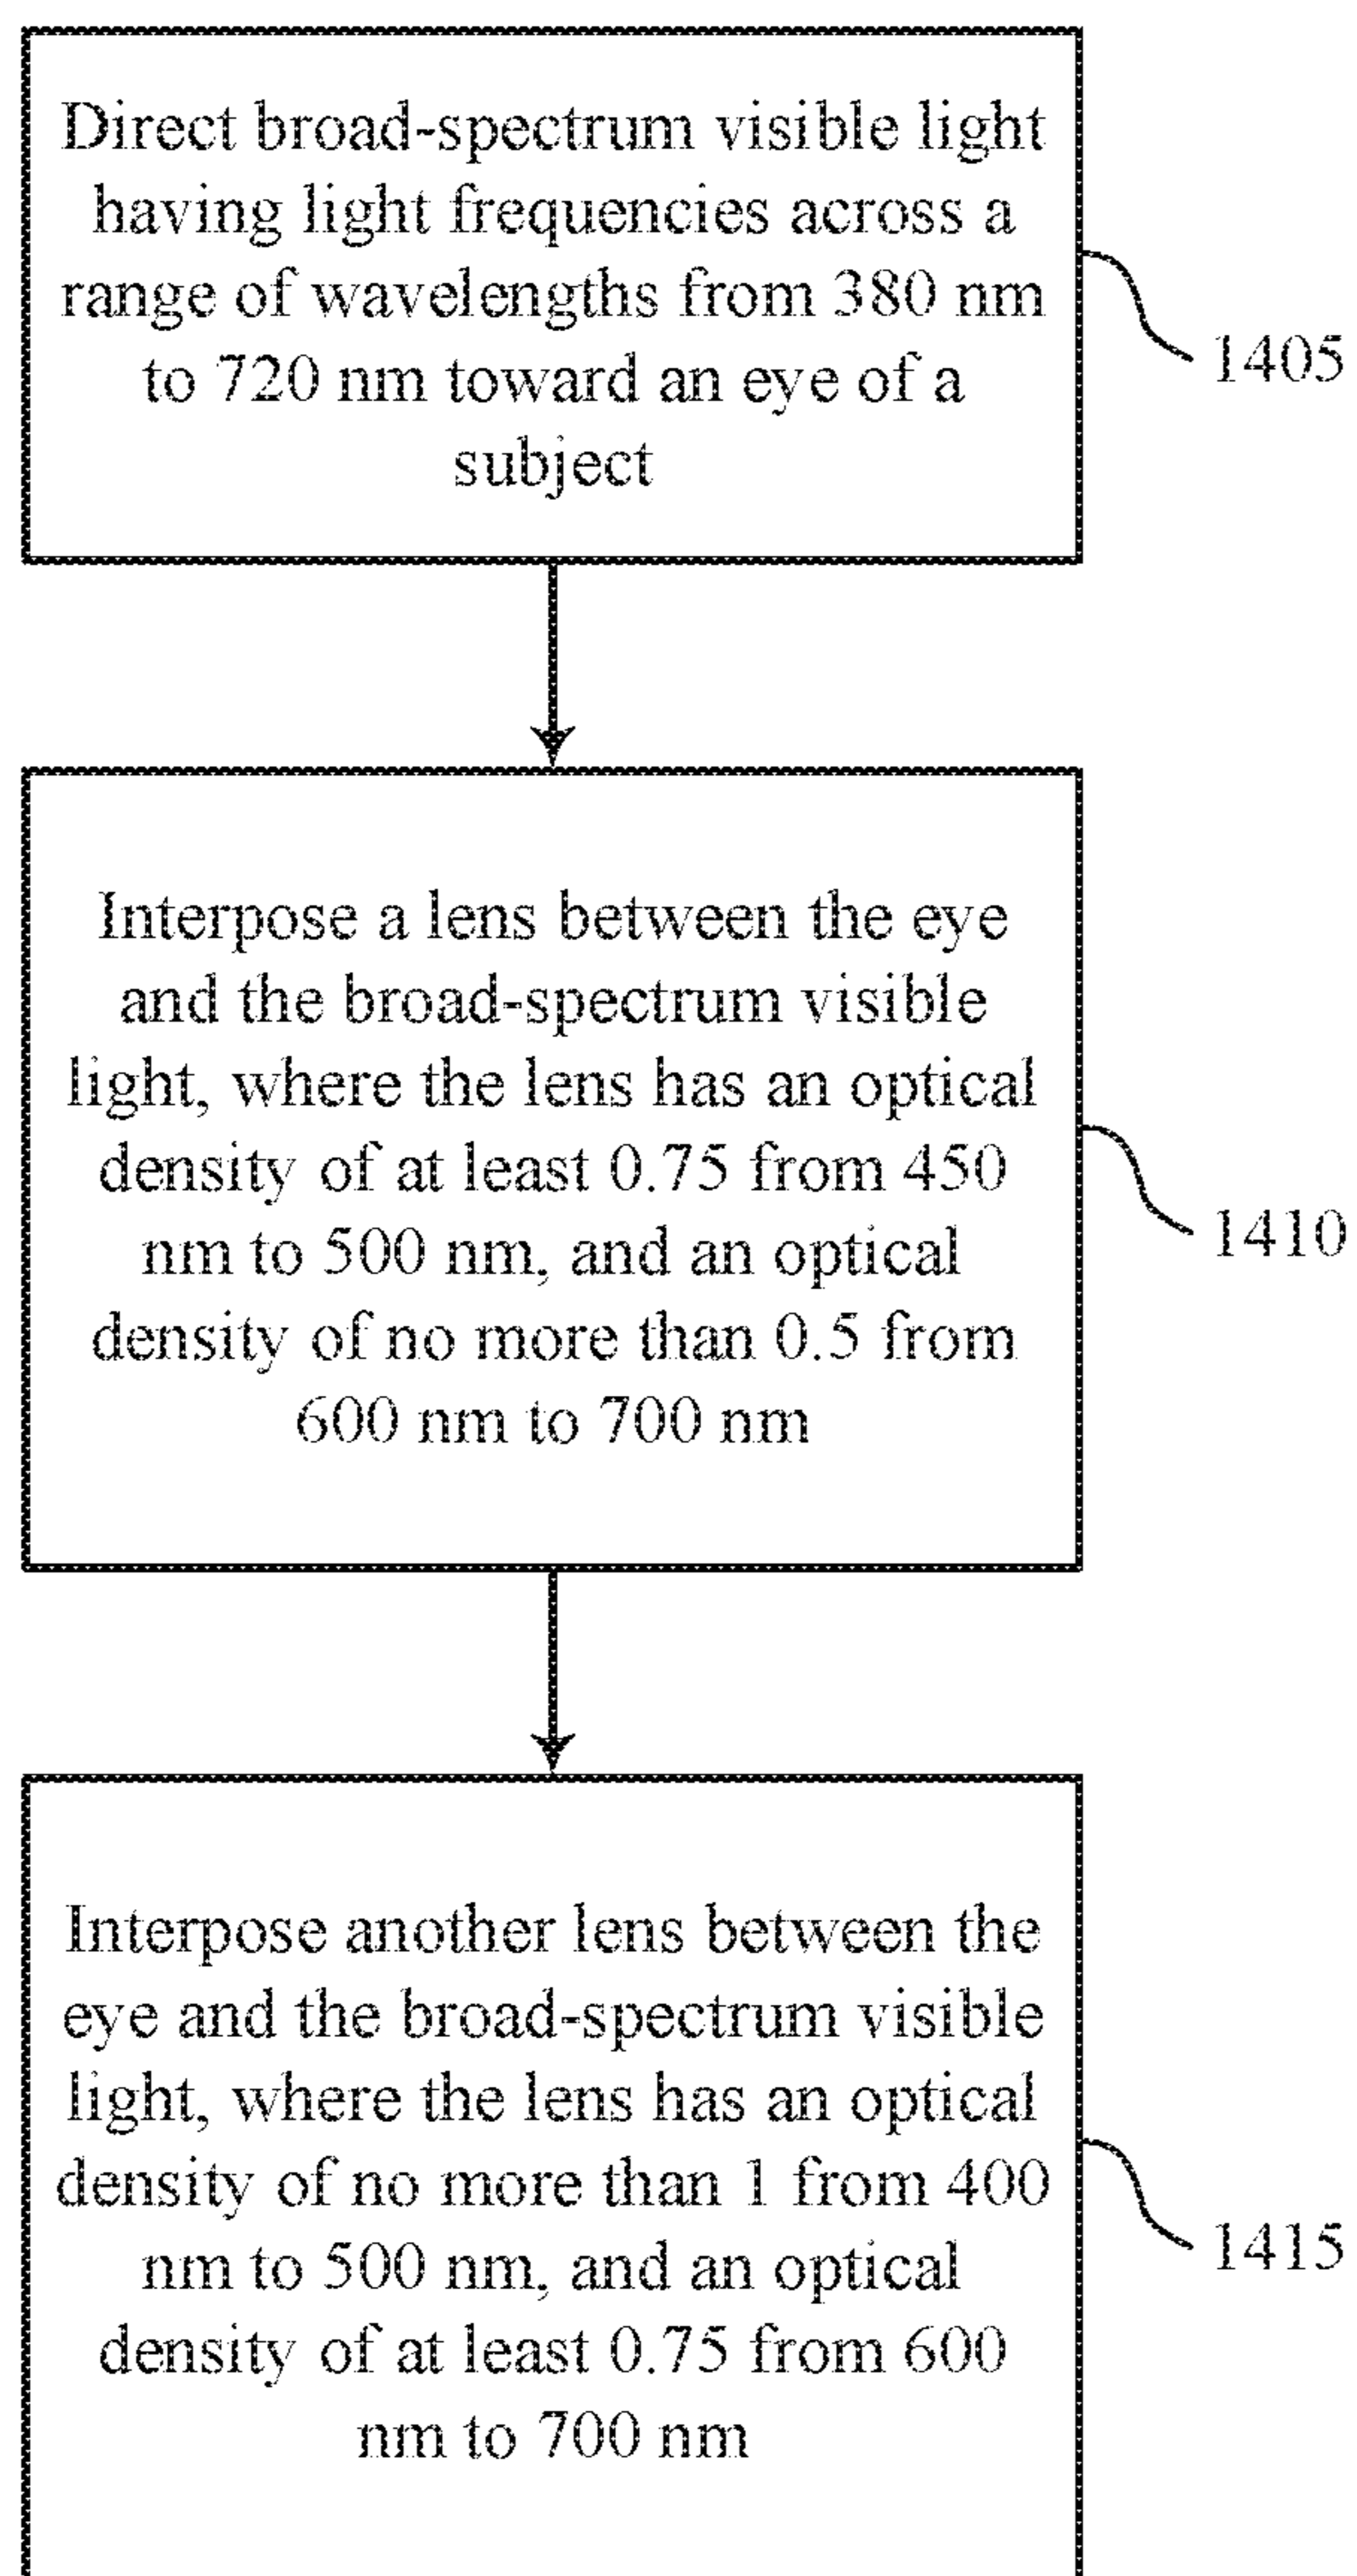 Direct broad-spectrum visible light
having light frequencies across a
range of wavelengths from 380 nm
to 720 nm toward an eye of a
subject
1405
Interpose a lens between the eye
and the broad-spectrum visible
light, where the lens has an optical
density of at least 0.75 from 450
nm to 500 nm, and an optical
density of no more than 0.5 from
600 nm to 700 nm
1410
Interpose another lens between the
eye and the broad-spectrum visible
light, where the lens has an optical
density of no more than 1 from 400
nm to 500 nm, and an optical
density of at least 0.75 from 600
nm to 700 nm
1415